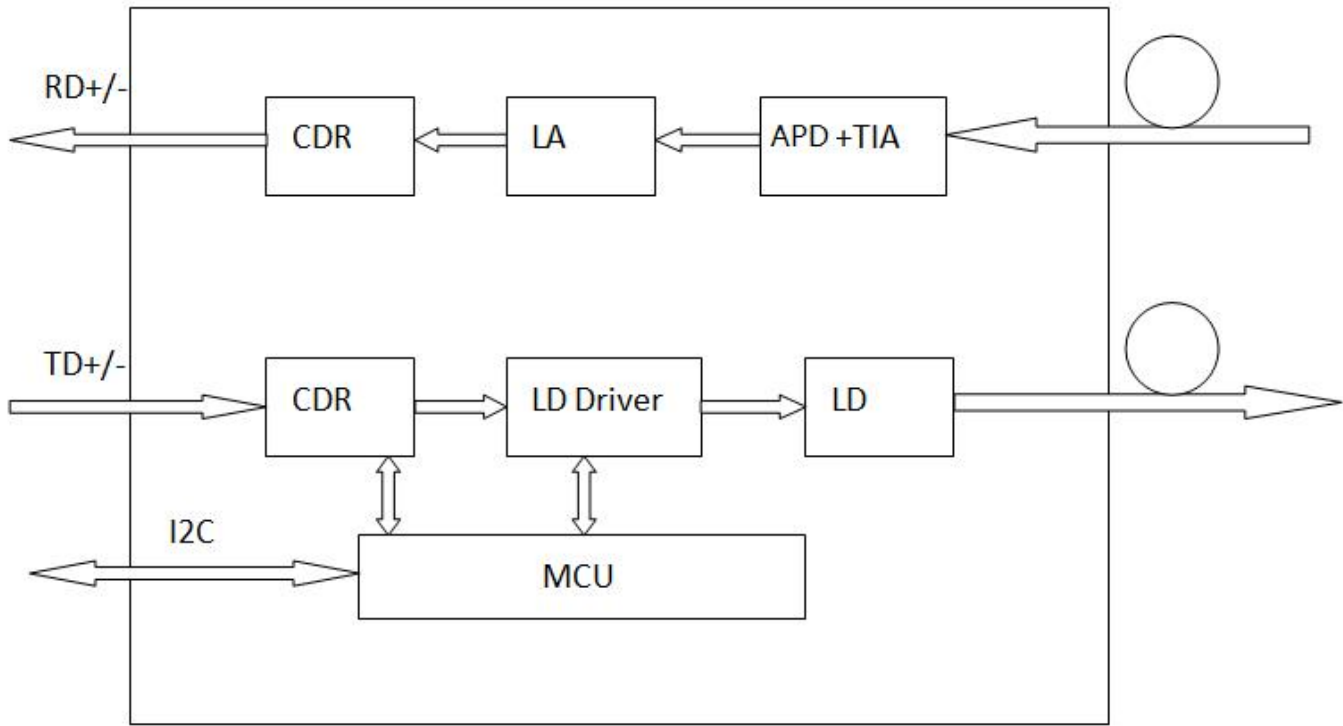 RD+/-
CDR
LA
APD +TIA
TD+/-
CDR
LD Driver
LD
I2C
MCU